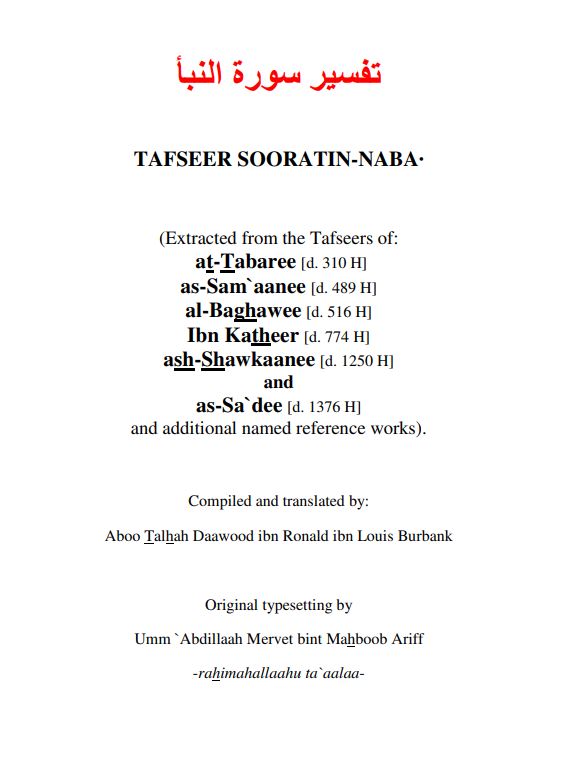 تفسير سورة النبأ
TAFSEER SOORATIN-NABA·
(Extracted from the Tafseers of:
at-Tabaree [d. 310 H]
as-Sam`aanee [d. 489 H]
al-Baghawee [d. 516 H]
Ibn Katheer [d. 774 H]
ash-Shawkaanee [d. 1250 H]
and
as-Sa`dee [d. 1376 H]
and additional named reference works).
Compiled and translated by:
Aboo Talhah Daawood ibn Ronald ibn Louis Burbank
Original typesetting by
Umm `Abdillaah Mervet bint Mahboob Ariff
-rahimahallaahu ta`aalaa-